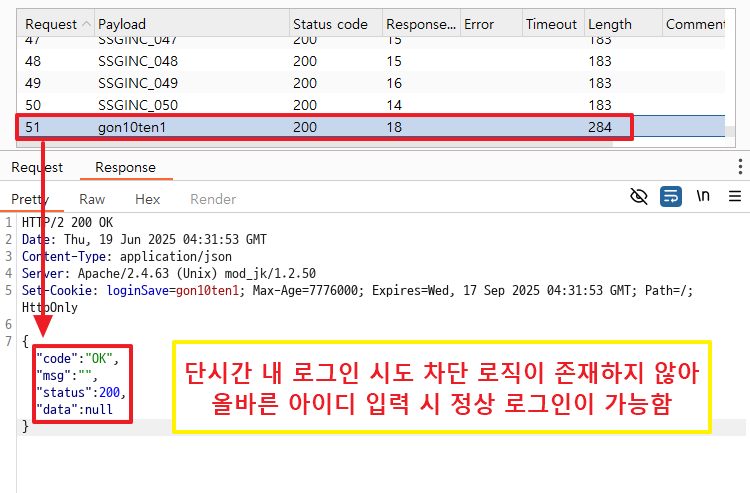 Request Payload Status code Response... Error Timeout Length Comment
47 SSGINC_047 200 15 183
48 SSGINC_048 200 15 183
49 SSGINC_049 200 16 183
50 SSGINC_050 200 14 183
51 gon10ten1 200 18 284
Request Response
Pretty Raw Hex Render \n
1 HTTP/2 200 OK
2 Date: Thu, 19 Jun 2025 04:31:53 GMT
3 Content-Type: application/json
4 Server: Apache/2.4.63 (Unix) mod_jk/1.2.50
5 Set-Cookie: loginSave=gon10ten1; Max-Age=7776000; Expires=Wed, 17 Sep 2025 04:31:53 GMT; Path=/;
HttpOnly
6
7 {
"code":"OK",
"msg":"",
"status":200,
"data":null
}
단시간 내 로그인 시도 차단 로직이 존재하지 않아
올바른 아이디 입력 시 정상 로그인이 가능함